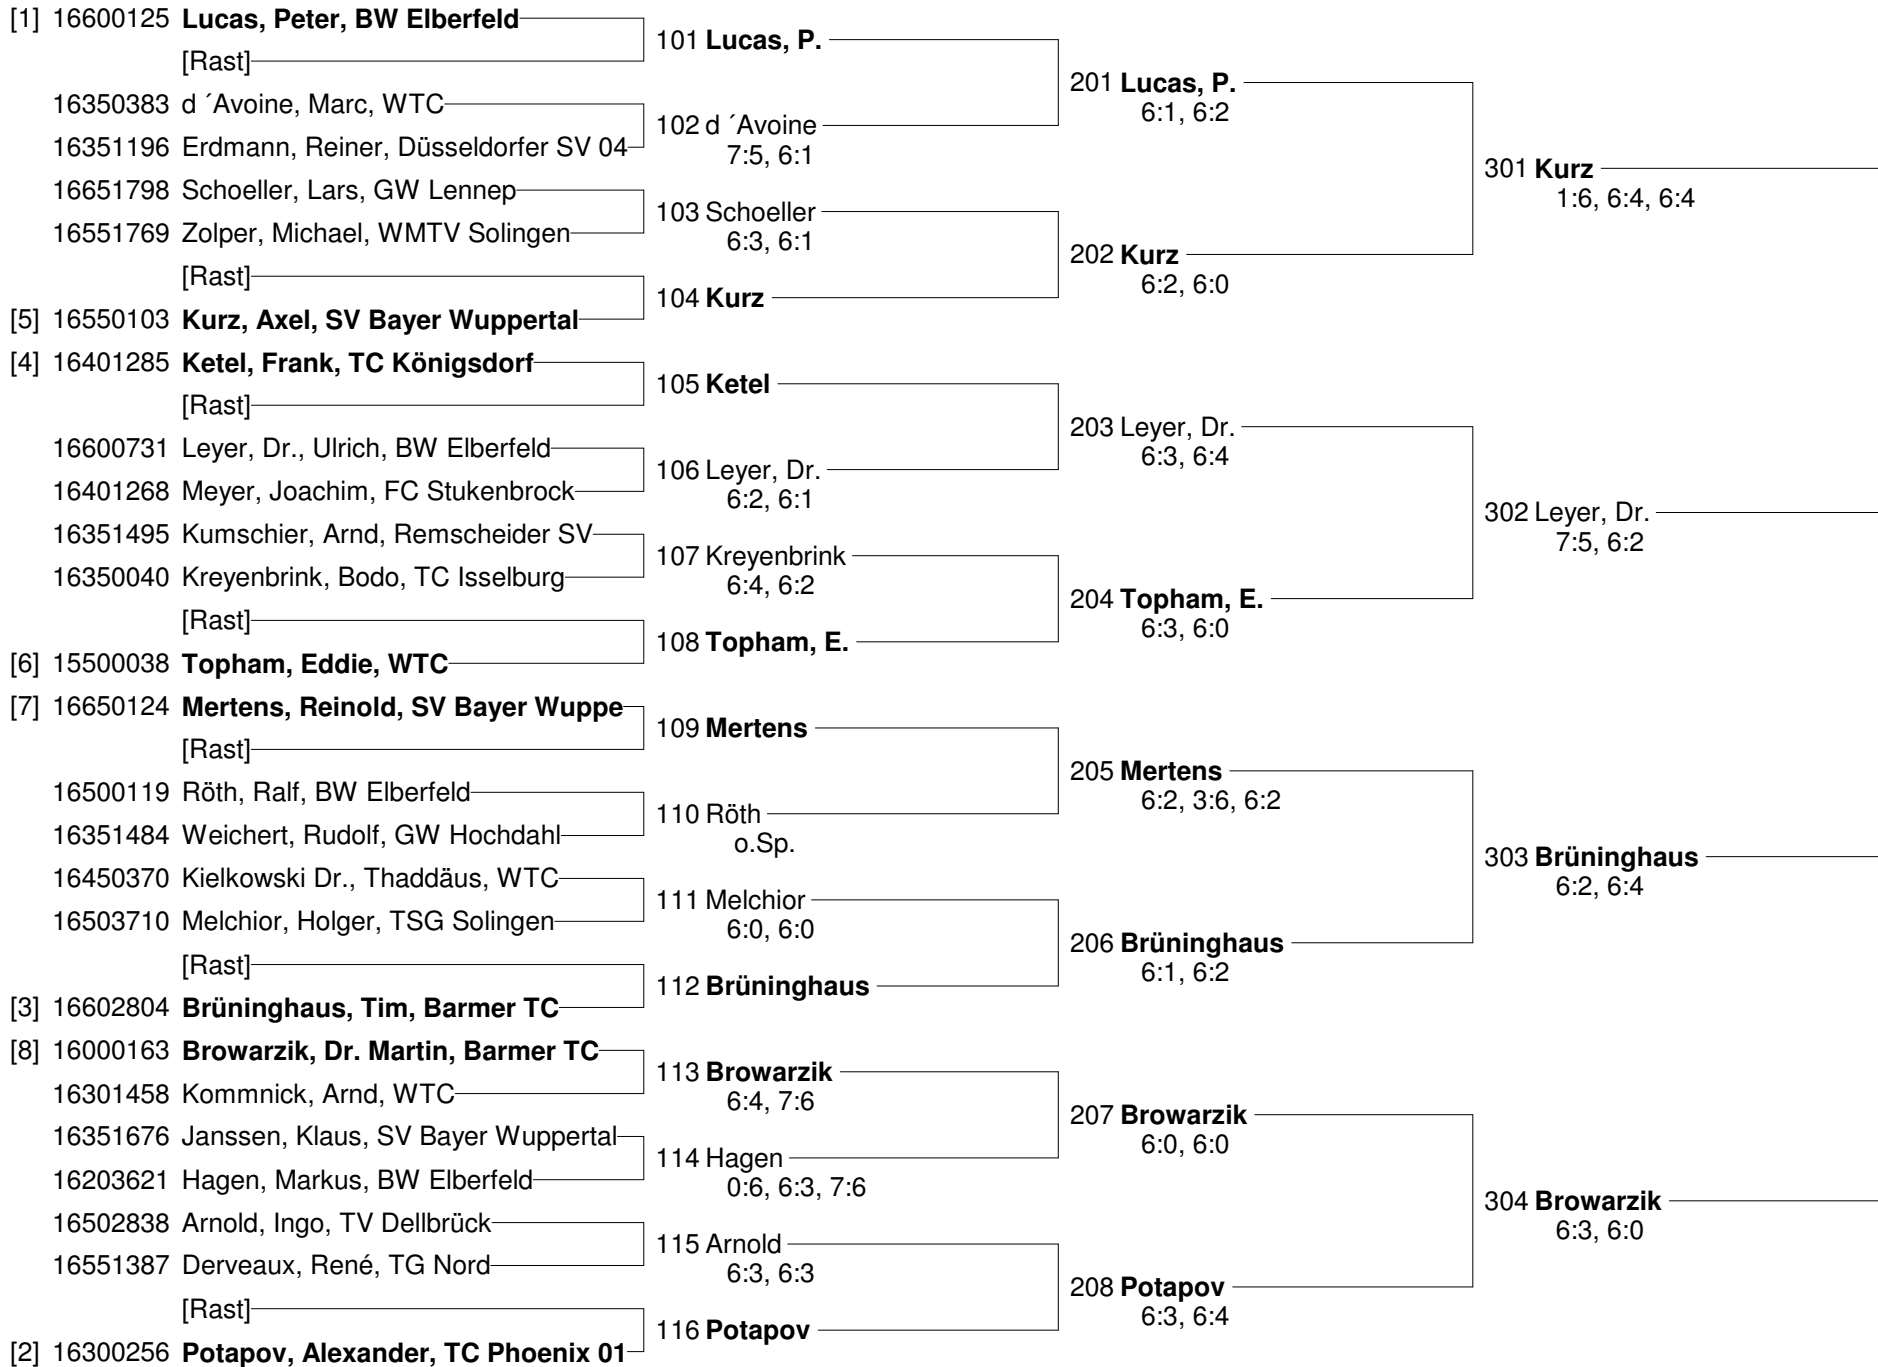 [1] 16600125 Lucas, Peter, BW Elberfeld
[Rast]
16350383 d ´Avoine, Marc, WTC
16351196 Erdmann, Reiner, Düsseldorfer SV 04
16651798 Schoeller, Lars, GW Lennep
16551769 Zolper, Michael, WMTV Solingen
[Rast]
[5] 16550103 Kurz, Axel, SV Bayer Wuppertal
[4] 16401285 Ketel, Frank, TC Königsdorf
[Rast]
16600731 Leyer, Dr., Ulrich, BW Elberfeld
16401268 Meyer, Joachim, FC Stukenbrock
16351495 Kumschier, Arnd, Remscheider SV
16350040 Kreyenbrink, Bodo, TC Isselburg
[Rast]
[6] 15500038 Topham, Eddie, WTC
[7] 16650124 Mertens, Reinold, SV Bayer Wuppe
[Rast]
16500119 Röth, Ralf, BW Elberfeld
16351484 Weichert, Rudolf, GW Hochdahl
16450370 Kielkowski Dr., Thaddäus, WTC
16503710 Melchior, Holger, TSG Solingen
[Rast]
[3] 16602804 Brüninghaus, Tim, Barmer TC
[8] 16000163 Browarzik, Dr. Martin, Barmer TC
16301458 Kommnick, Arnd, WTC
16351676 Janssen, Klaus, SV Bayer Wuppertal
16203621 Hagen, Markus, BW Elberfeld
16502838 Arnold, Ingo, TV Dellbrück
16551387 Derveaux, René, TG Nord
[Rast]
[2] 16300256 Potapov, Alexander, TC Phoenix 01
101 Lucas, P.
102 d ´Avoine
7:5, 6:1
103 Schoeller
6:3, 6:1
104 Kurz
105 Ketel
106 Leyer, Dr.
6:2, 6:1
107 Kreyenbrink
6:4, 6:2
108 Topham, E.
109 Mertens
110 Röth
o.Sp.
111 Melchior
6:0, 6:0
112 Brüninghaus
113 Browarzik
6:4, 7:6
114 Hagen
0:6, 6:3, 7:6
115 Arnold
6:3, 6:3
116 Potapov
201 Lucas, P.
6:1, 6:2
202 Kurz
6:2, 6:0
203 Leyer, Dr.
6:3, 6:4
204 Topham, E.
6:3, 6:0
205 Mertens
6:2, 3:6, 6:2
206 Brüninghaus
6:1, 6:2
207 Browarzik
6:0, 6:0
208 Potapov
6:3, 6:4
301 Kurz
1:6, 6:4, 6:4
302 Leyer, Dr.
7:5, 6:2
303 Brüninghaus
6:2, 6:4
304 Browarzik
6:3, 6:0